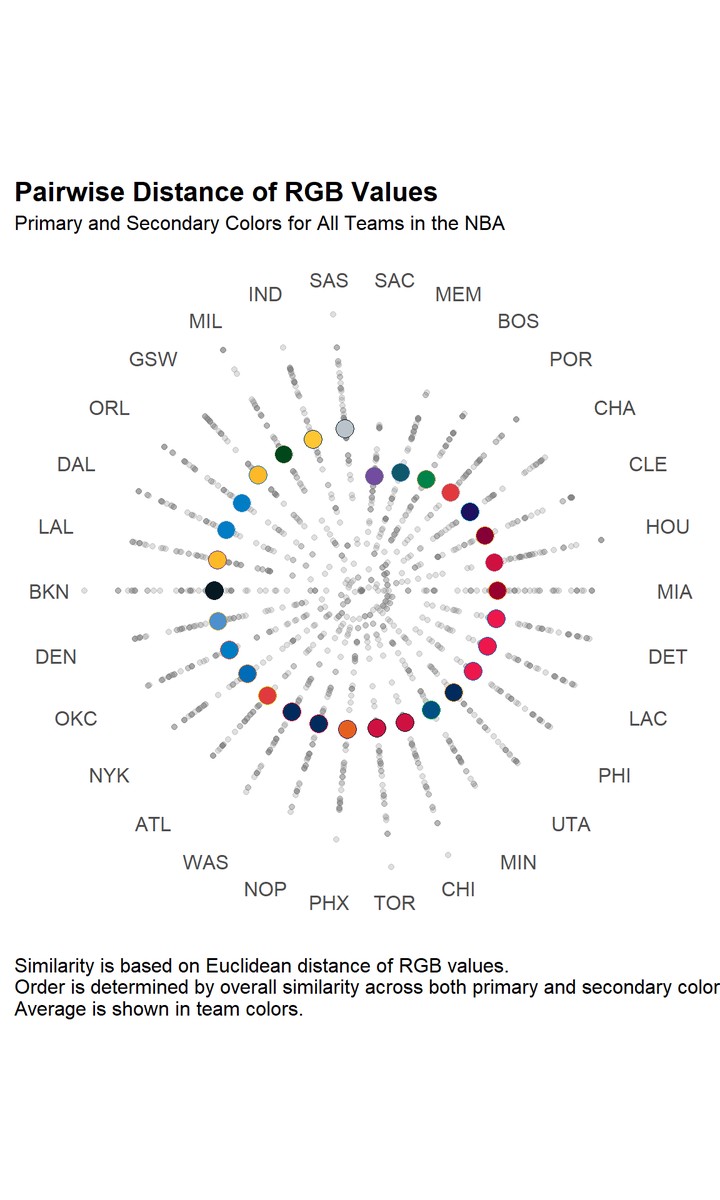 Pairwise Distance of RGB Values
Primary and Secondary Colors for All Teams in the NBA
SAS
SAC
IND
MEM
MIL
BOS
GSW
POR
ORL
CHA
DAL
CLE
LAL
HOU
BKN
MIA
DEN
DET
OKC
LAC
NYK
PHI
ATL
UTA
WAS
MIN
NOP
CHI
PHX
TOR
Similarity is based on Euclidean distance of RGB values.
Order is determined by overall similarity across both primary and secondary color
Average is shown in team colors.